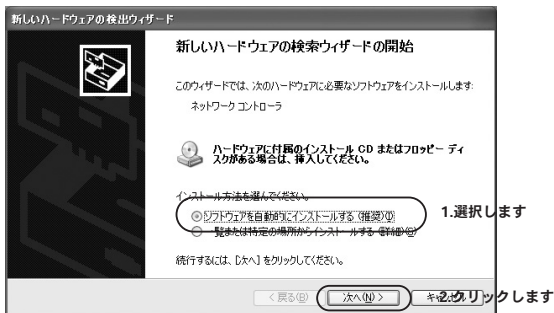 新しいハードウェアの検出ウィザード
新しいハードウェアの検索ウィザードの開始
このウィザードでは、次のハードウェアに必要なソフトウェアをインストールします:
ネットワーク コントローラ
ハードウェアに付属のインストール CD またはフロッピー ディ
スクがある場合は、挿入してください。
インストール方法を選んでください。
ソフトウェアを自動的にインストールする (推奨)(I)
一覧または特定の場所からインストールする (詳細)(S)
1.選択します
続行するには、[次へ] をクリックしてください。
< 戻る(B)
次へ(N) >
キャンセル
2.クリックします